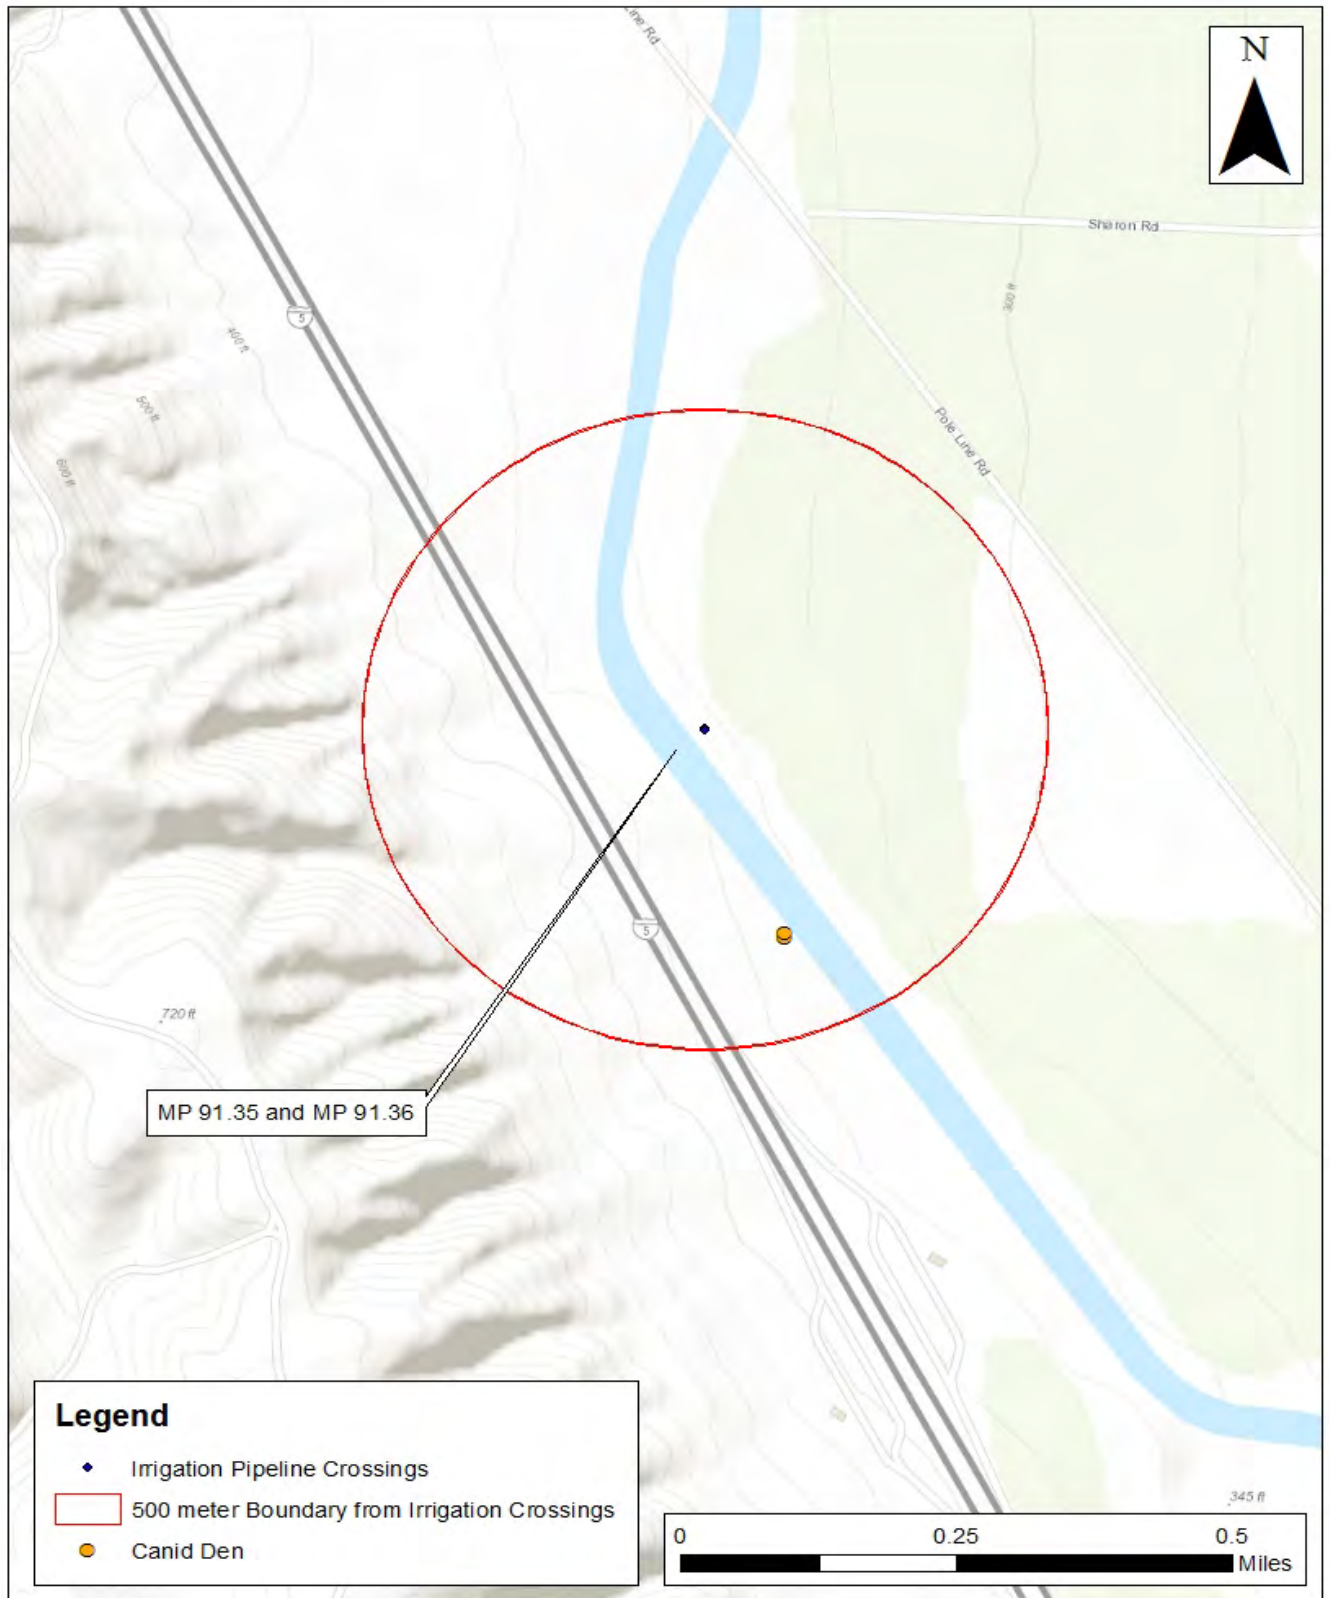 Line Rd
N
Sharon Rd
300 ft
5
400 ft
500 ft
Pole Line Rd
600 ft
5
720 ft
MP 91.35 and MP 91.36
Legend
Irrigation Pipeline Crossings
500 meter Boundary from Irrigation Crossings
Canid Den
345 ft
0 0.25 0.5
Miles